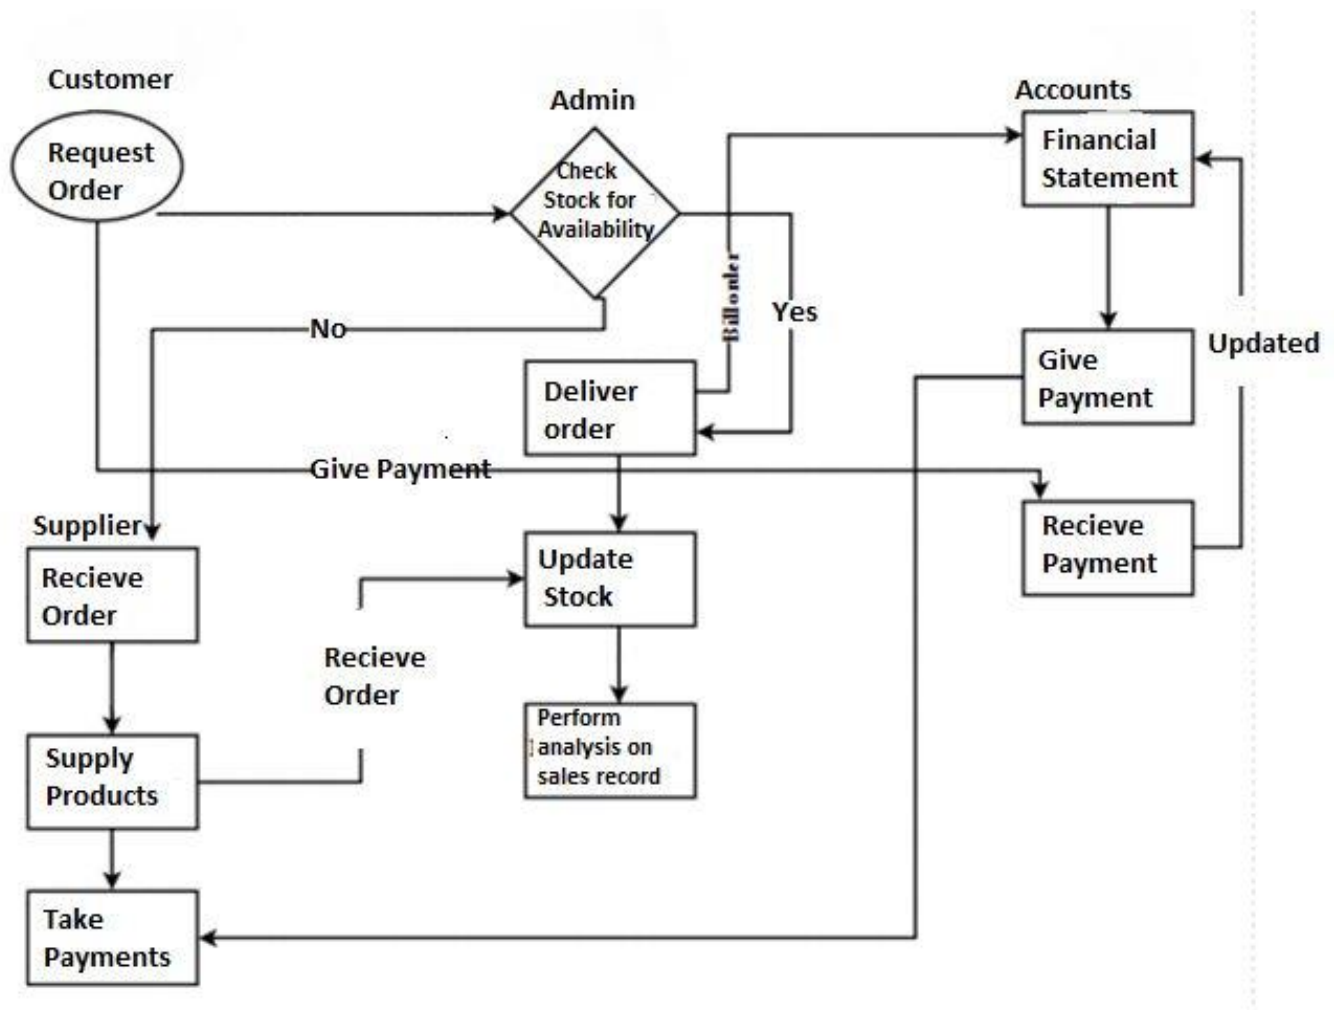 Customer
Request
Order
Admin
Check
Stock for
Availability
Accounts
Financial
Statement
Bill order
Yes
No
Give
Payment
Updated
Deliver
order
Give Payment
Supplier
Recieve
Order
Update
Stock
Recieve
Payment
Recieve
Order
Supply
Products
Perform
analysis on
sales record
Take
Payments